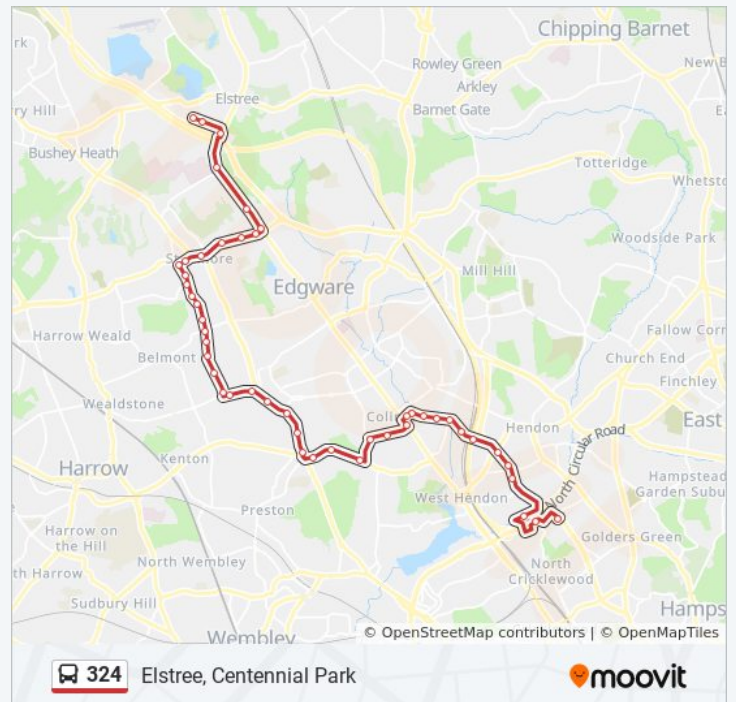 rk
Chipping Barnet
Rowley Green
New B
Arkley
Elstree
Barnet Gate
E
ry Hill
Bushey Heath
Totteridge
Whetsto
Woodside Park
Mill Hill
Edgware
Harrow Weald
Fallow Corn
Belmont
Church End
Finchley
Wealdstone
Hendon
East
North Circular Road
Kenton
Harrow
Hampstead
Garden Subu
West Hendon
Preston
Golders Green
Harrow on
the Hill
North Wembley
North
Cricklewood
th Harrow
Sudbury Hill
Hamps
Wembley
© OpenStreetMap contributors | © OpenMapTiles
324
Elstree, Centennial Park
moovit